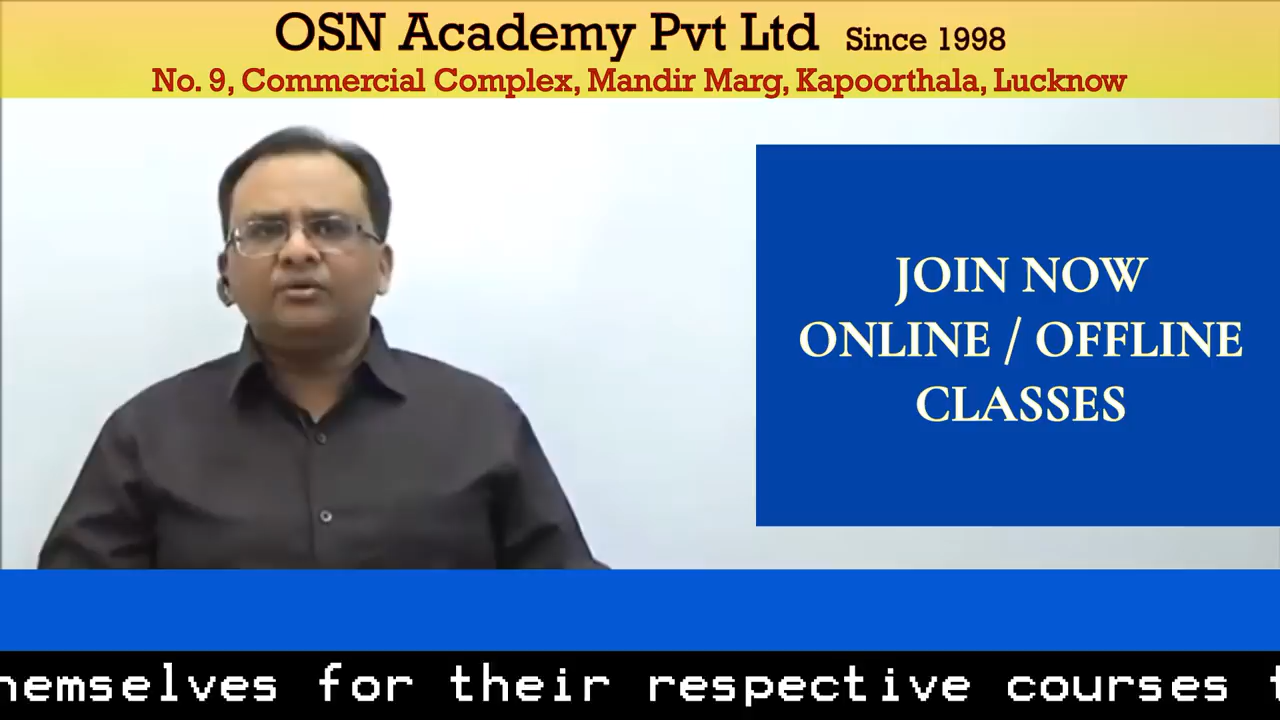 OSN Academy Pvt Ltd Since 1998
No. 9, Commercial Complex, Mandir Marg, Kapoorthala, Lucknow
JOIN NOW
ONLINE / OFFLINE
CLASSES
for their respective courses